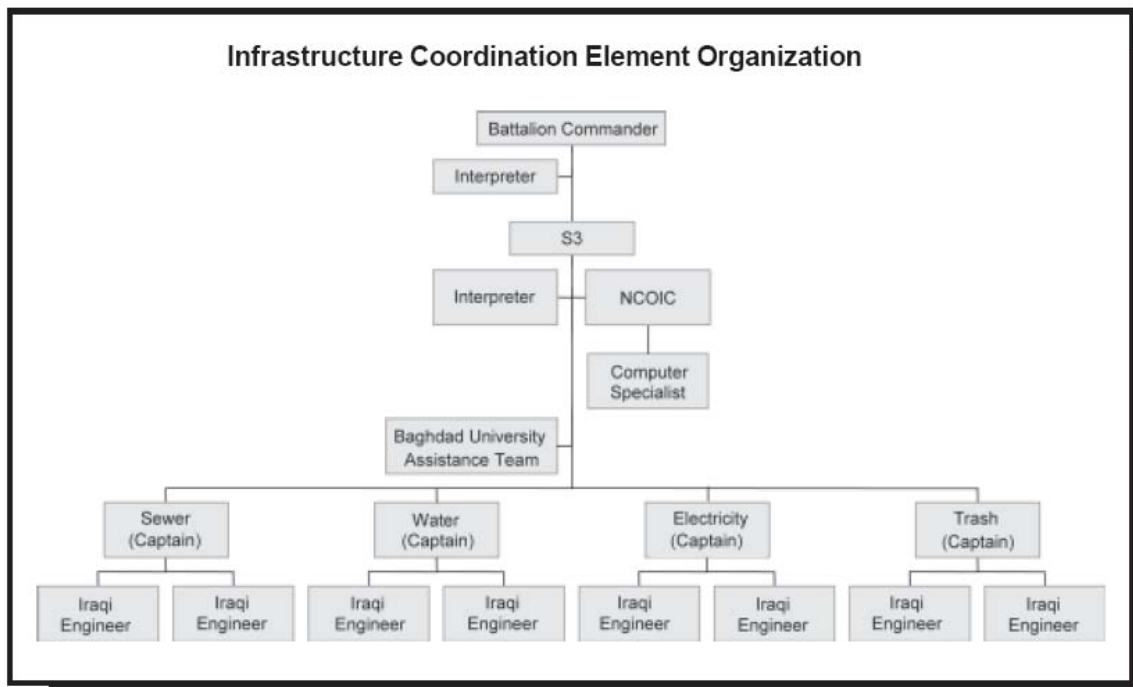 Infrastructure Coordination Element Organization
Battalion Commander
Interpreter
S3
Interpreter
NCOIC
Computer
Specialist
Baghdad University
Assistance Team
Sewer
(Captain)
Water
(Captain)
Electricity
(Captain)
Trash
(Captain)
Iraqi
Engineer
Iraqi
Engineer
Iraqi
Engineer
Iraqi
Engineer
Iraqi
Engineer
Iraqi
Engineer
Iraqi
Engineer
Iraqi
Engineer